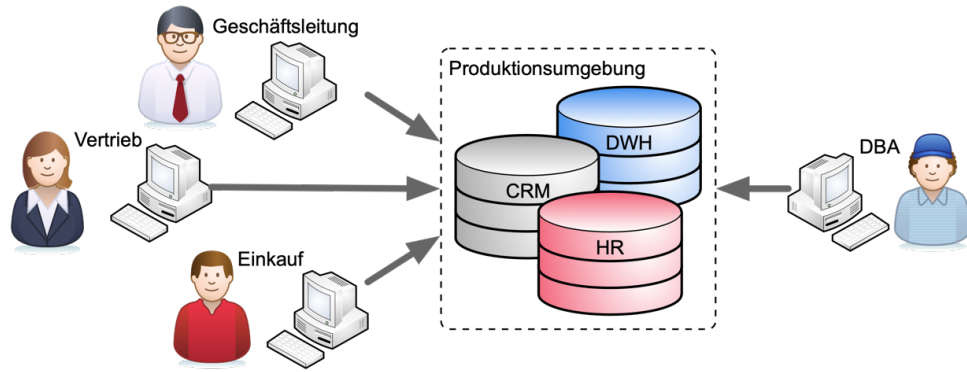 Geschäftsleitung
Produktionsumgebung
Vertrieb
DWH
DBA
CRM
HR
Einkauf